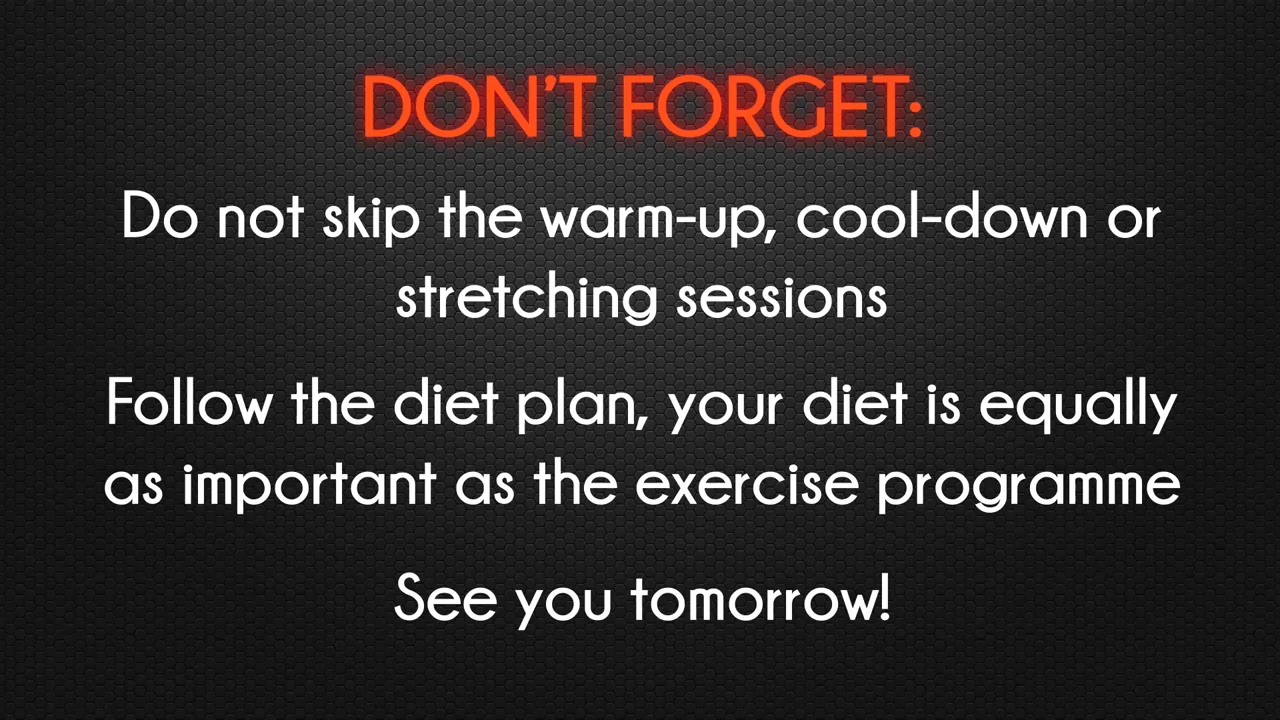 DON'T FORGET:
Do not skip the warm-up, cool-down or
stretching sessions
Follow the diet plan, your diet is equally
as important as the exercise programme
See you tomorrow!